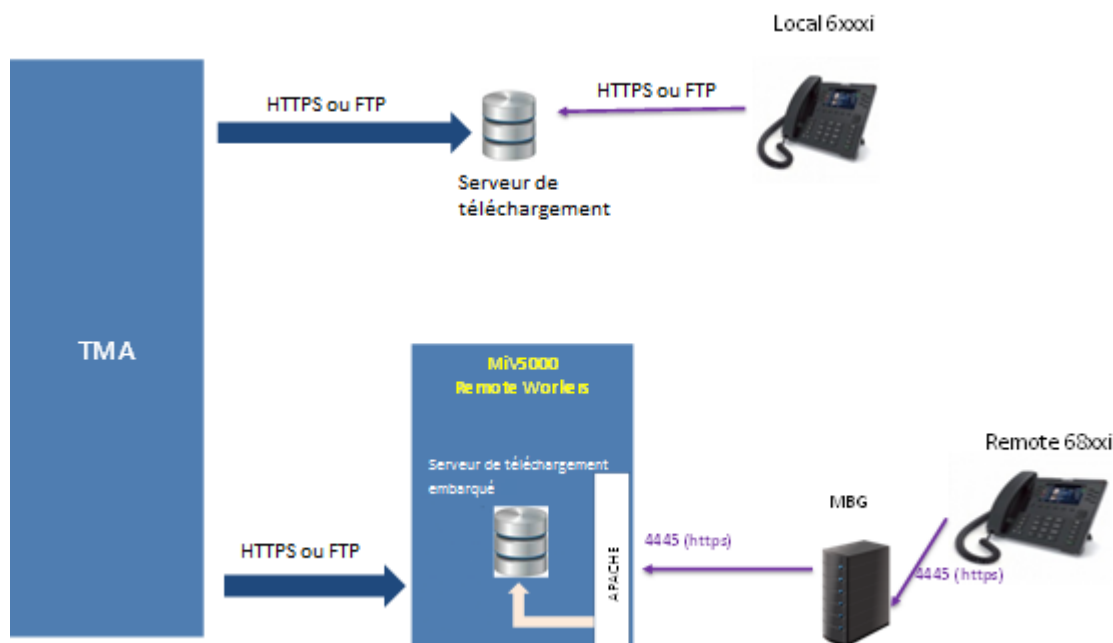 Local 6xxxi
HTTPS ou FTP
HTTPS ou FTP
Serveur de
téléchargement
TMA
MiV5000
Remote Workers
Serveur de téléchargement
embarqué
Remote 68xxi
MBG
4445 (https)
APACHE
4445 (https)
HTTPS ou FTP